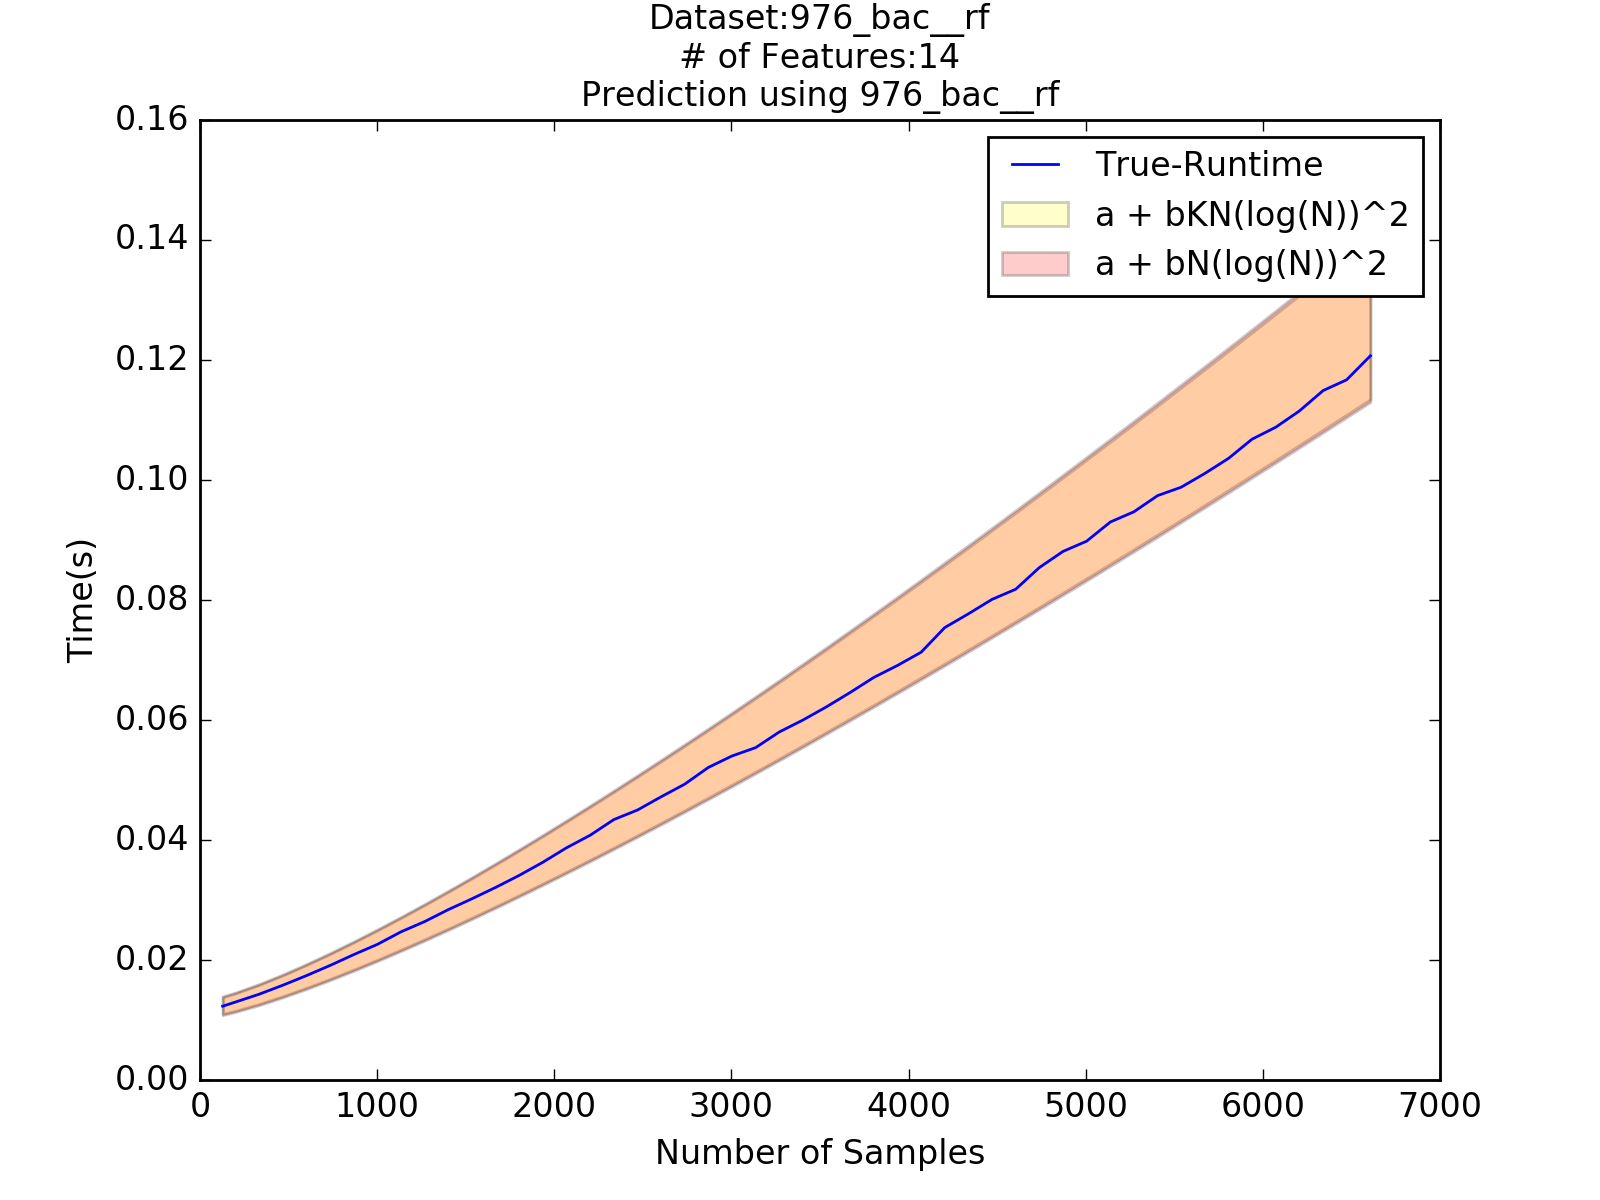 Dataset:976_bac__rf
# of Features:14
Prediction using 976_bac__rf
0.16
0.14
0.12
0.10
0.08
0.06
0.04
0.02
0.00
Time(s)
True-Runtime
a + bKN(log(N))^2
a + bN(log(N))^2
0 1000 2000 3000 4000 5000 6000 7000
Number of Samples